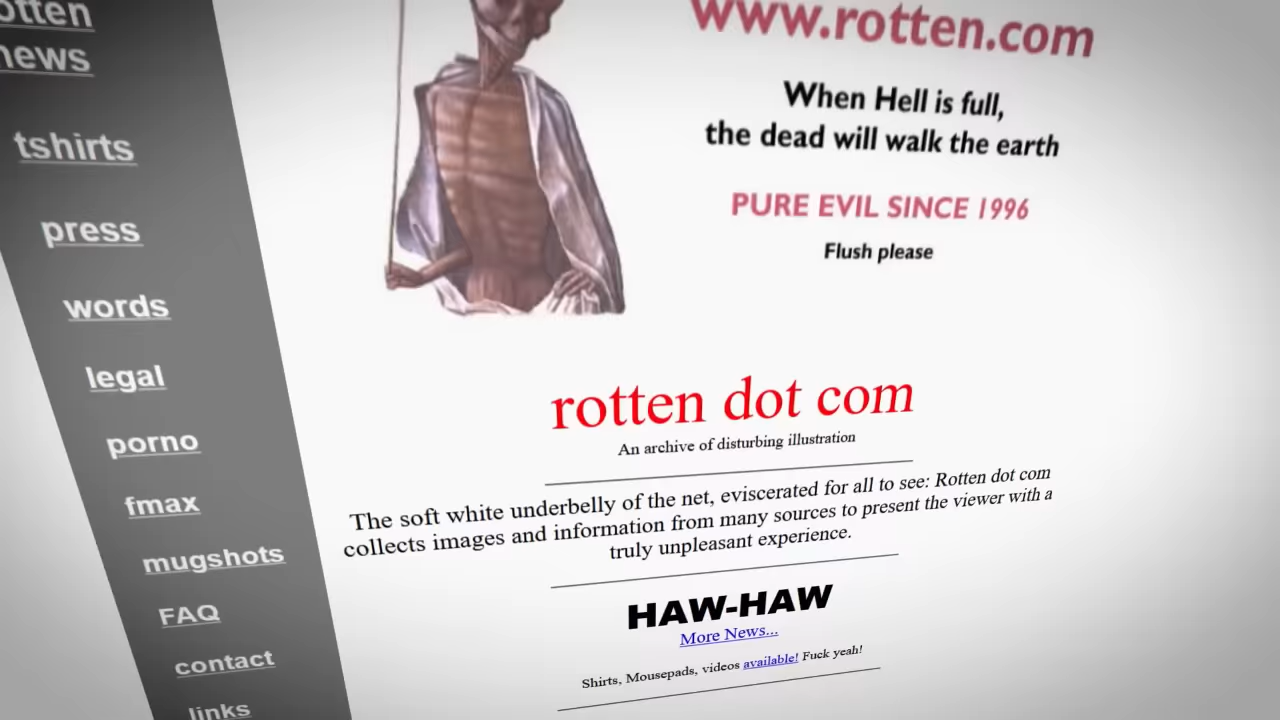 otten
news
tshirts
press
words
legal
porno
fmax
mugshots
FAQ
contact
links
www.rotten.com
When Hell is full,
the dead will walk the earth
PURE EVIL SINCE 1996
Flush please
rotten dot com
An archive of disturbing illustration
The soft white underbelly of the net, eviscerated for all to see: Rotten dot com
collects images and information from many sources to present the viewer with a
truly unpleasant experience.
HAW-HAW
More News...
Shirts, Mousepads, videos available! Fuck yeah!